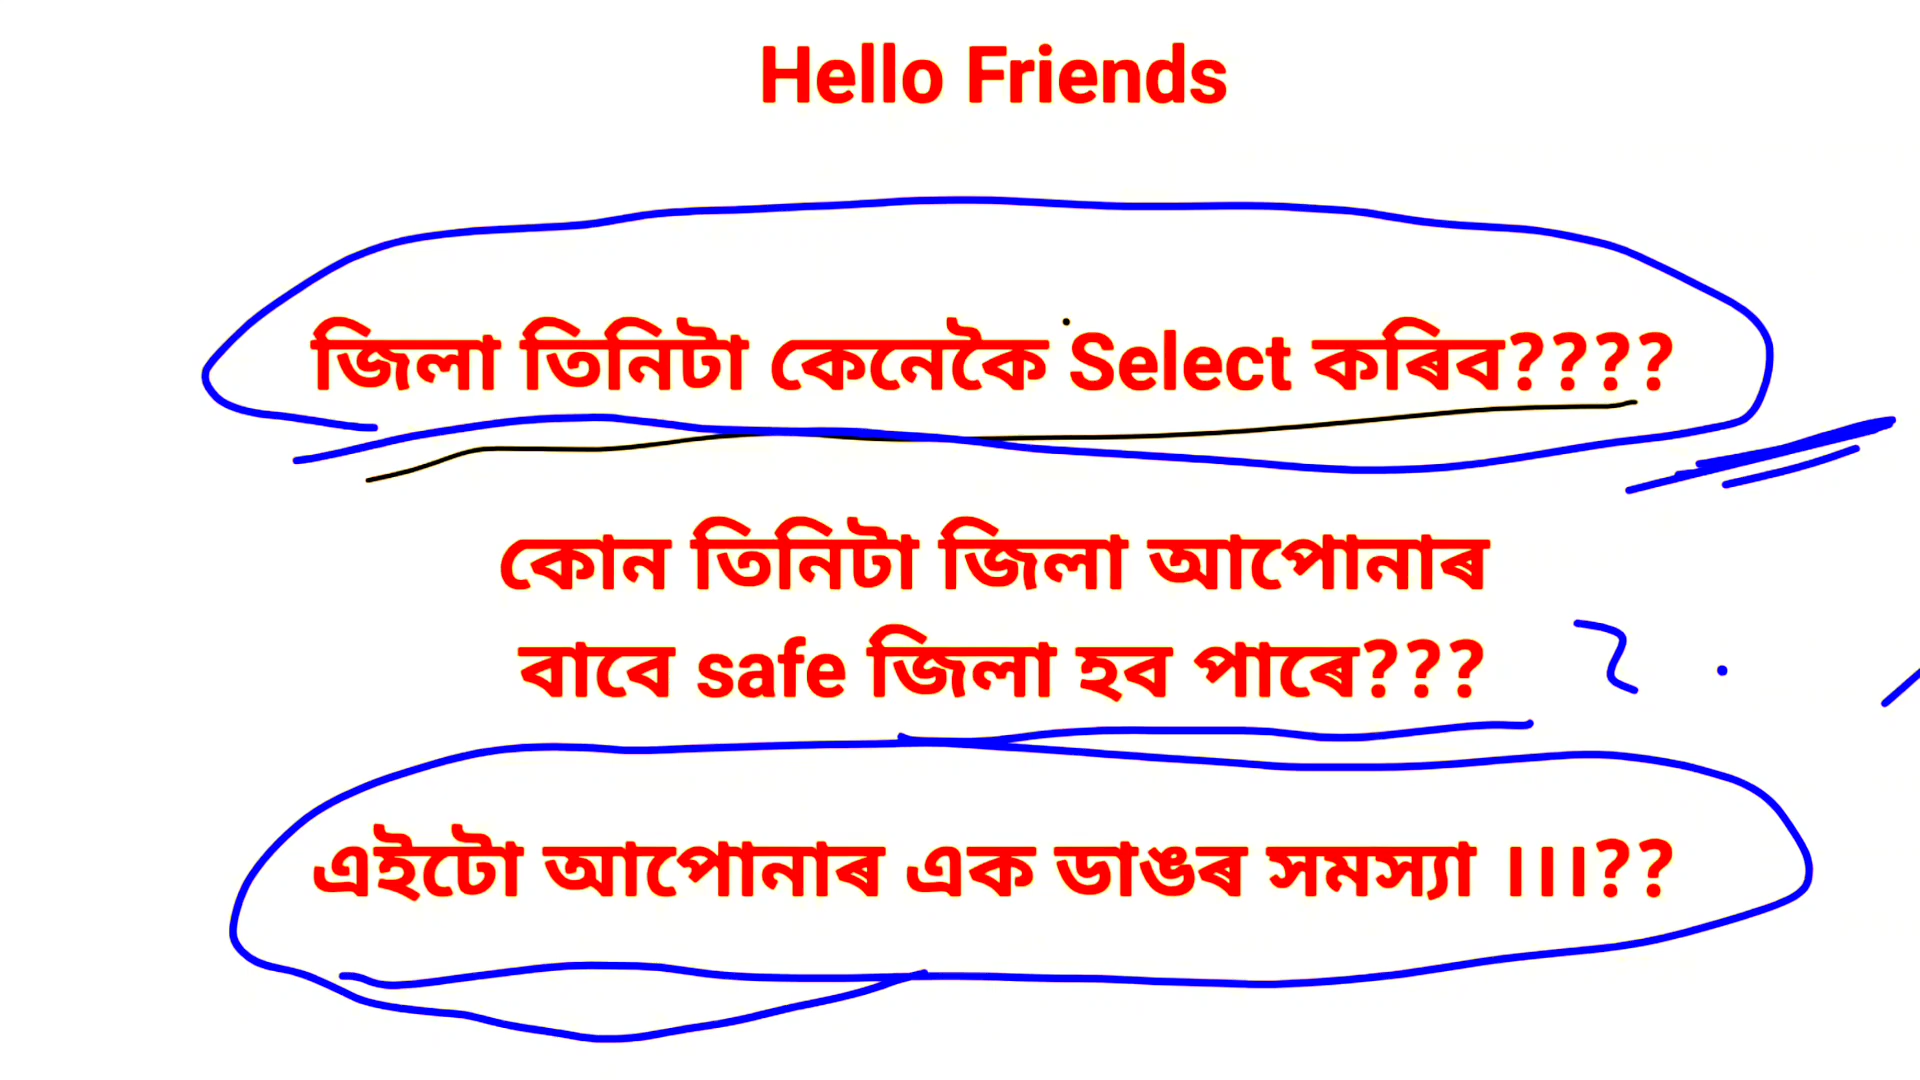 Hello Friends
জিলা তিনিটা কেনেকৈ Select কৰিব????
কোন তিনিটা জিলা আপোনাৰ
বাবে safe জিলা হব পাৰে???
এইটো আপোনাৰ এক ডাঙৰ সমস্যা ।।।??